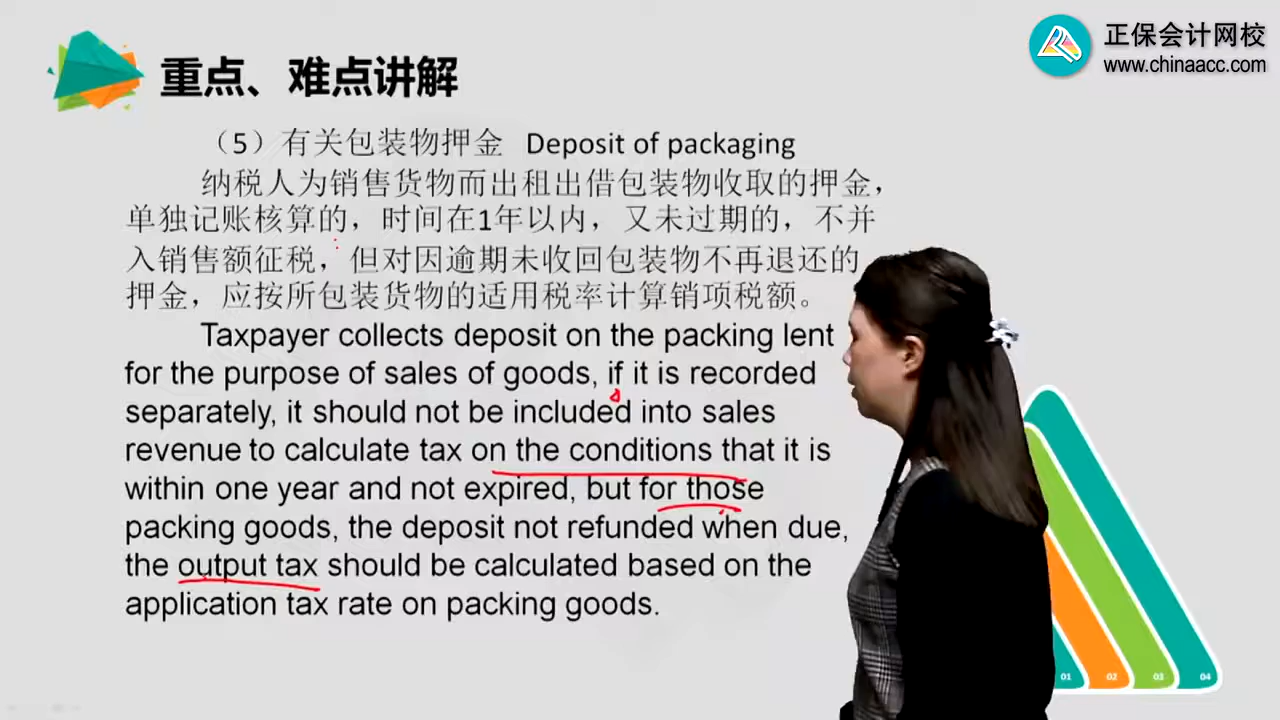 正保会计网校
www.chinaacc.com
重点、难点讲解
（5）有关包装物押金 Deposit of packaging
纳税人为销售货物而出租出借包装物收取的押金，
单独记账核算的，时间在1年以内，又未过期的，不并
入销售额征税，但对因逾期未收回包装物不再退还的
押金，应按所包装货物的适用税率计算销项税额。
Taxpayer collects deposit on the packing lent
for the purpose of sales of goods, if it is recorded
separately, it should not be included into sales
revenue to calculate tax on the conditions that it is
within one year and not expired, but for those
packing goods, the deposit not refunded when due,
the output tax should be calculated based on the
application tax rate on packing goods.
01 02 03 04